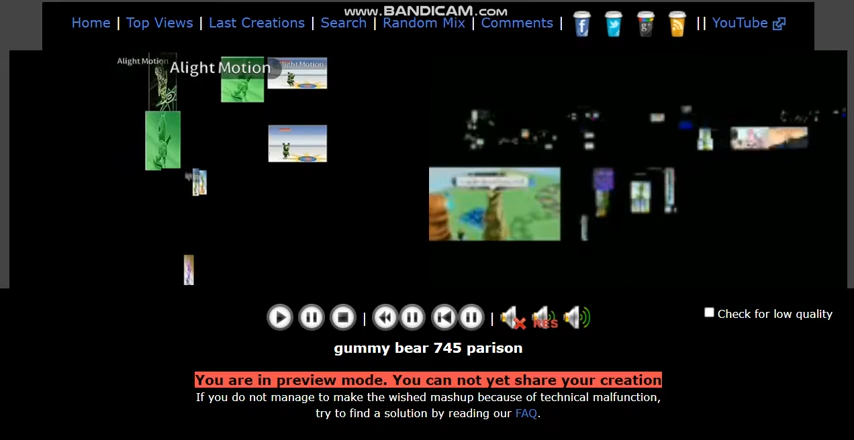 www.BANDICAM.com
Home | Top Views | Last Creations | Search | Random Mix | Comments | || YouTube
Alight Motion
Alight Motion
Alight Motion
| | RES
Check for low quality
gummy bear 745 parison
You are in preview mode. You can not yet share your creation
If you do not manage to make the wished mashup because of technical malfunction,
try to find a solution by reading our FAQ.